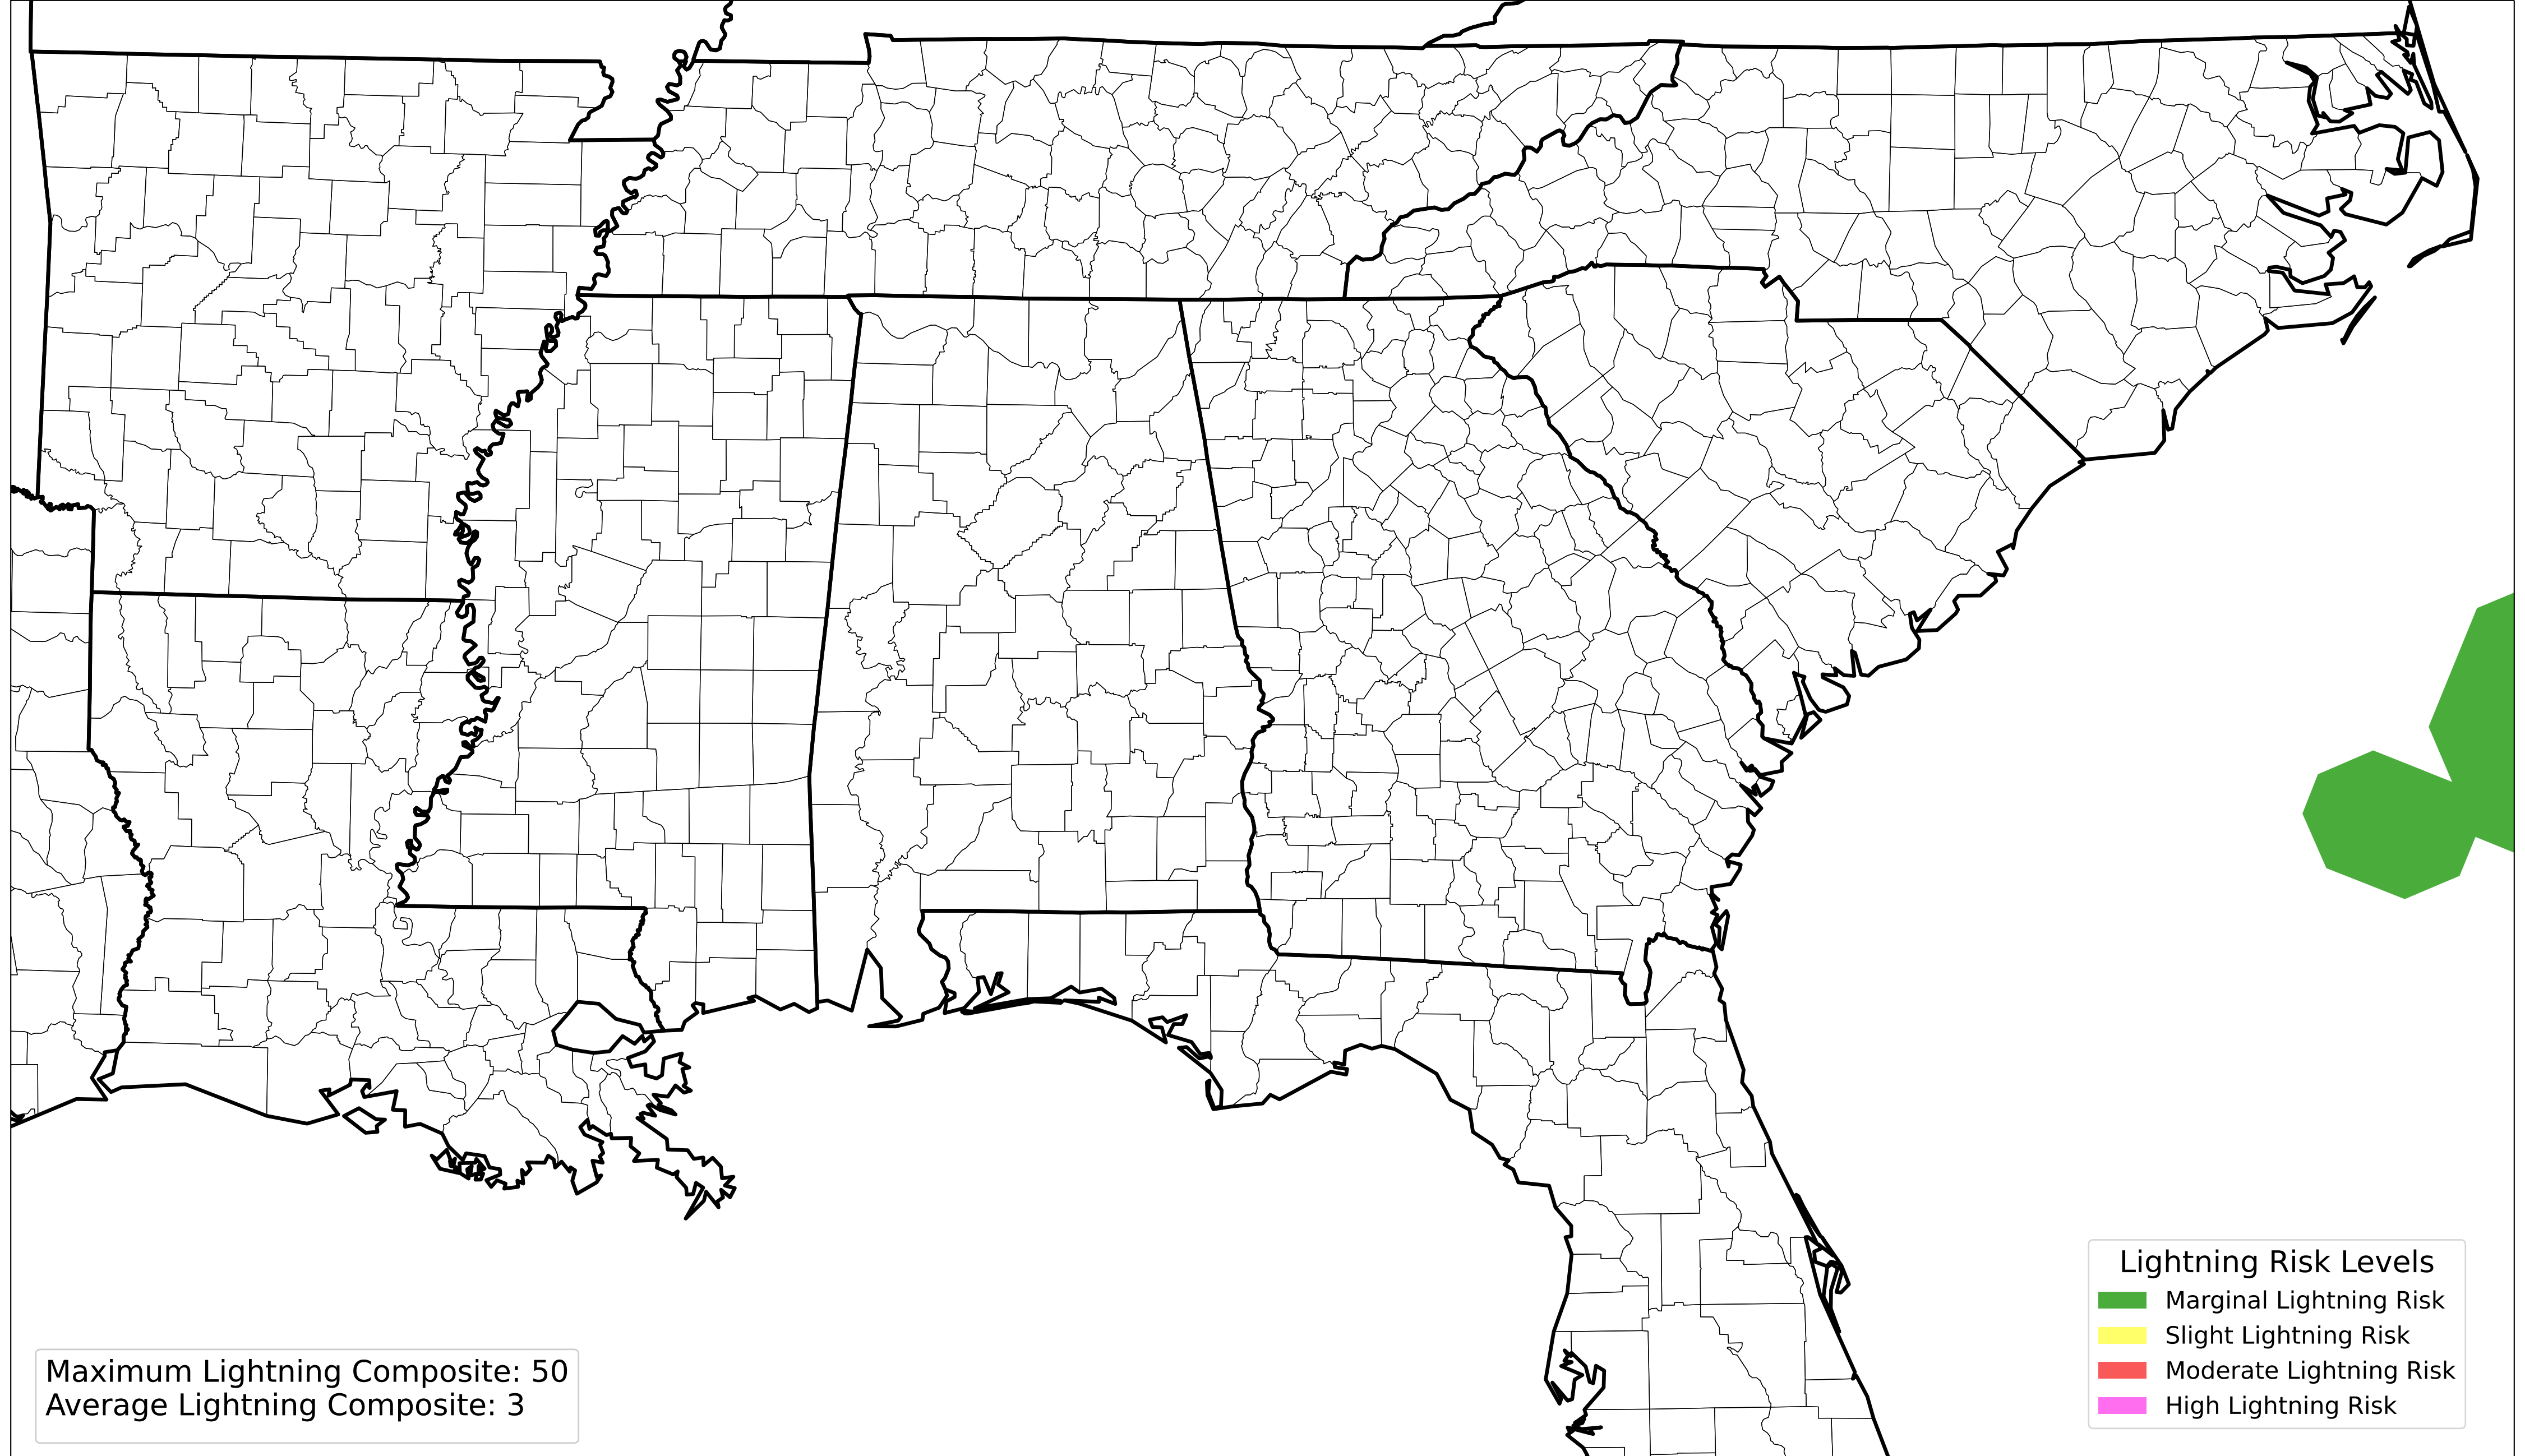 Lightning Risk Levels
Marginal Lightning Risk
Slight Lightning Risk
Moderate Lightning Risk
High Lightning Risk
Maximum Lightning Composite: 50
Average Lightning Composite: 3